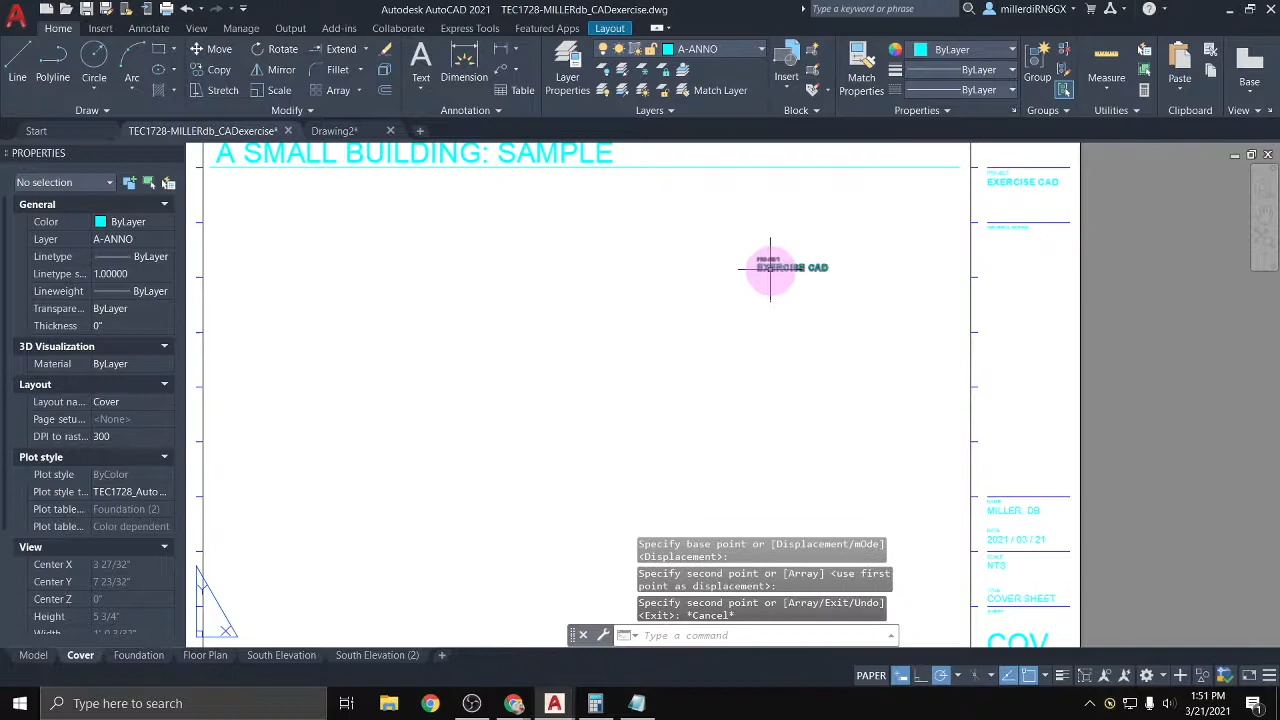 Autodesk AutoCAD 2021 TEC1728-MILLERdb_CADexercise.dwg
Type a keyword or phrase
millerdiRNGGX
Home Insert Annotate Parametric View Manage Output Add-ins Collaborate Express Tools Featured Apps Layout
Line Polyline Circle Arc
Move Rotate Extend
Copy Mirror Fillet
Stretch Scale Array
Text Dimension
Layer Properties
A-ANNO
Match Layer
Insert
Match Properties
ByLayer
ByLayer
ByLayer
Group
Measure
Paste
Base
Draw Modify Annotation Layers Block Properties Groups Utilities Clipboard View
Start TEC1728-MILLERdb_CADexercise* Drawing2*
PROPERTIES
No selection
General
Color ByLayer
Layer A-ANNO
Linetype ByLayer
Linetype s... 1.0000
Lineweight ByLayer
Transpare... ByLayer
Thickness 0"
3D Visualization
Material ByLayer
Layout
Layout na... Cover
Page setu... <None>
DPI to rast... 300
Plot style
Plot style ByColor
Plot style t... TEC1728_Auto...
Plot table... Foundation (2)
Plot table... Color dependent
View
Center X 3 27/32"
Center Y 7 23/32"
Center Z 0"
Height 5 3/4"
A SMALL BUILDING: SAMPLE
PROJECT
EXERCISE CAD
PROJECT
EXERCISE CAD
NAME
MILLER, DB
DATE
2021 / 03 / 21
SCALE
NTS
TITLE
COVER SHEET
SHEET
COV
Specify base point or [Displacement/mOde]
<Displacement>:
Specify second point or [Array] <use first
point as displacement>:
Specify second point or [Array/Exit/Undo]
<Exit>: *Cancel*
Type a command
Model Cover Foundation Floor Plan South Elevation South Elevation (2)
PAPER
Type here to search
1:51 PM
3/21/2021